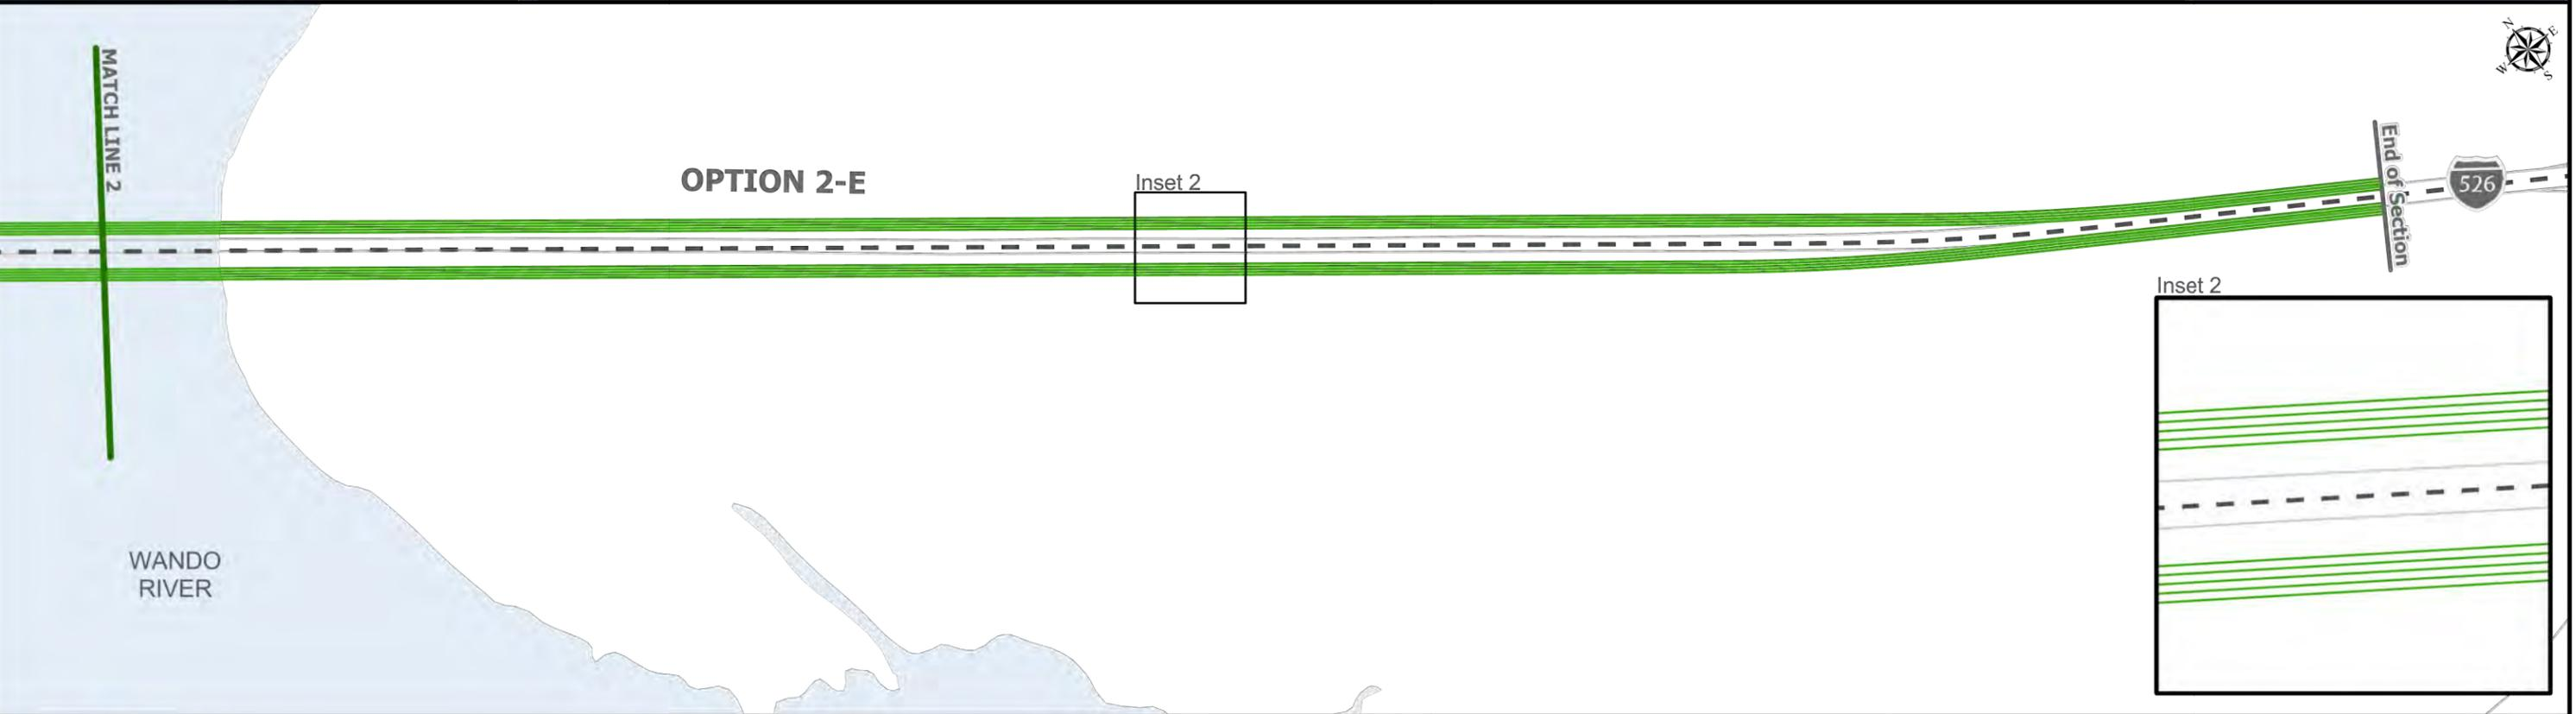 MATCH LINE 2
OPTION 2-E
Inset 2
End of Section
526
N
E
W
S
Inset 2
WANDO
RIVER